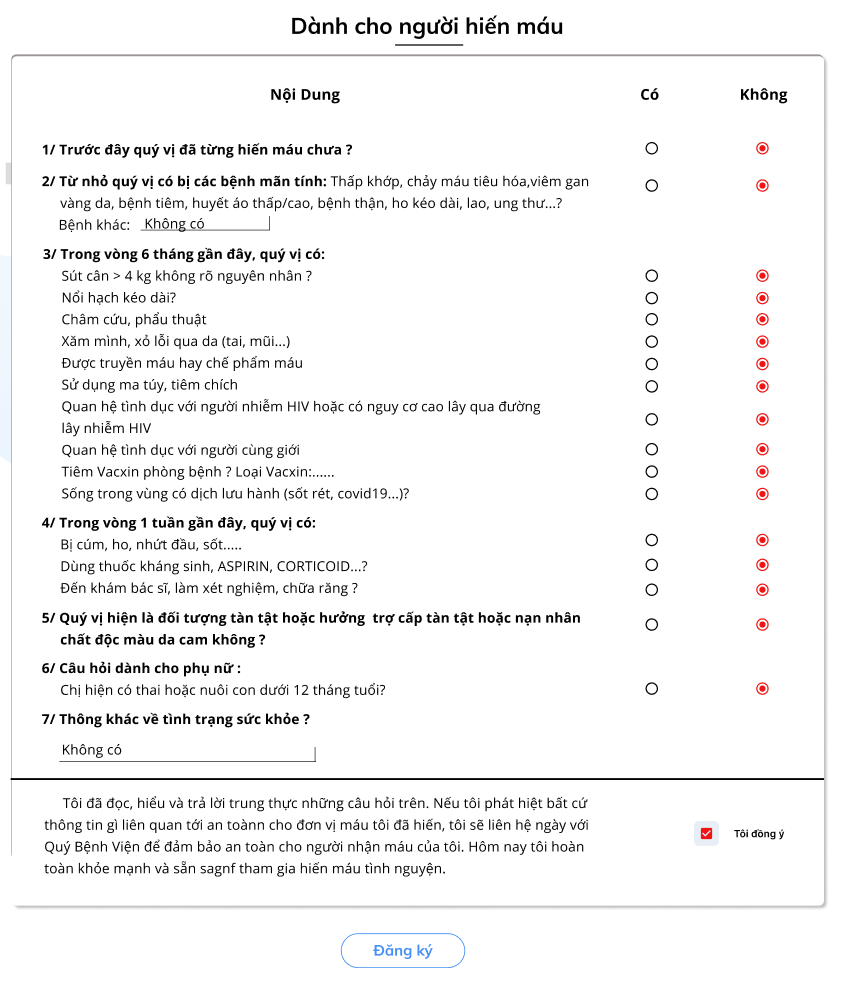 Dành cho người hiến máu
Nội Dung Có Không
1/ Trước đây quý vị đã từng hiến máu chưa ?
2/ Từ nhỏ quý vị có bị các bệnh mãn tính: Thấp khớp, chảy máu tiêu hóa,viêm gan
vàng da, bệnh tiêm, huyết áo thấp/cao, bệnh thận, ho kéo dài, lao, ung thư...?
Bệnh khác: Không có
3/ Trong vòng 6 tháng gần đây, quý vị có:
Sút cân > 4 kg không rõ nguyên nhân ?
Nổi hạch kéo dài?
Châm cứu, phẩu thuật
Xăm mình, xỏ lỗi qua da (tai, mũi...)
Được truyền máu hay chế phẩm máu
Sử dụng ma túy, tiêm chích
Quan hệ tình dục với người nhiễm HIV hoặc có nguy cơ cao lây qua đường
lây nhiễm HIV
Quan hệ tình dục với người cùng giới
Tiêm Vacxin phòng bệnh ? Loại Vacxin:......
Sống trong vùng có dịch lưu hành (sốt rét, covid19...)?
4/ Trong vòng 1 tuần gần đây, quý vị có:
Bị cúm, ho, nhứt đầu, sốt.....
Dùng thuốc kháng sinh, ASPIRIN, CORTICOID...?
Đến khám bác sĩ, làm xét nghiệm, chữa răng ?
5/ Quý vị hiện là đối tượng tàn tật hoặc hưởng trợ cấp tàn tật hoặc nạn nhân
chất độc màu da cam không ?
6/ Câu hỏi dành cho phụ nữ :
Chị hiện có thai hoặc nuôi con dưới 12 tháng tuổi?
7/ Thông khác về tình trạng sức khỏe ?
Không có
Tôi đã đọc, hiểu và trả lời trung thực những câu hỏi trên. Nếu tôi phát hiệt bất cứ
thông tin gì liên quan tới an toànn cho đơn vị máu tôi đã hiến, tôi sẽ liên hệ ngày với
Quý Bệnh Viện để đảm bảo an toàn cho người nhận máu của tôi. Hôm nay tôi hoàn
toàn khỏe mạnh và sẵn sagnf tham gia hiến máu tình nguyện.
Tôi đồng ý
Đăng ký